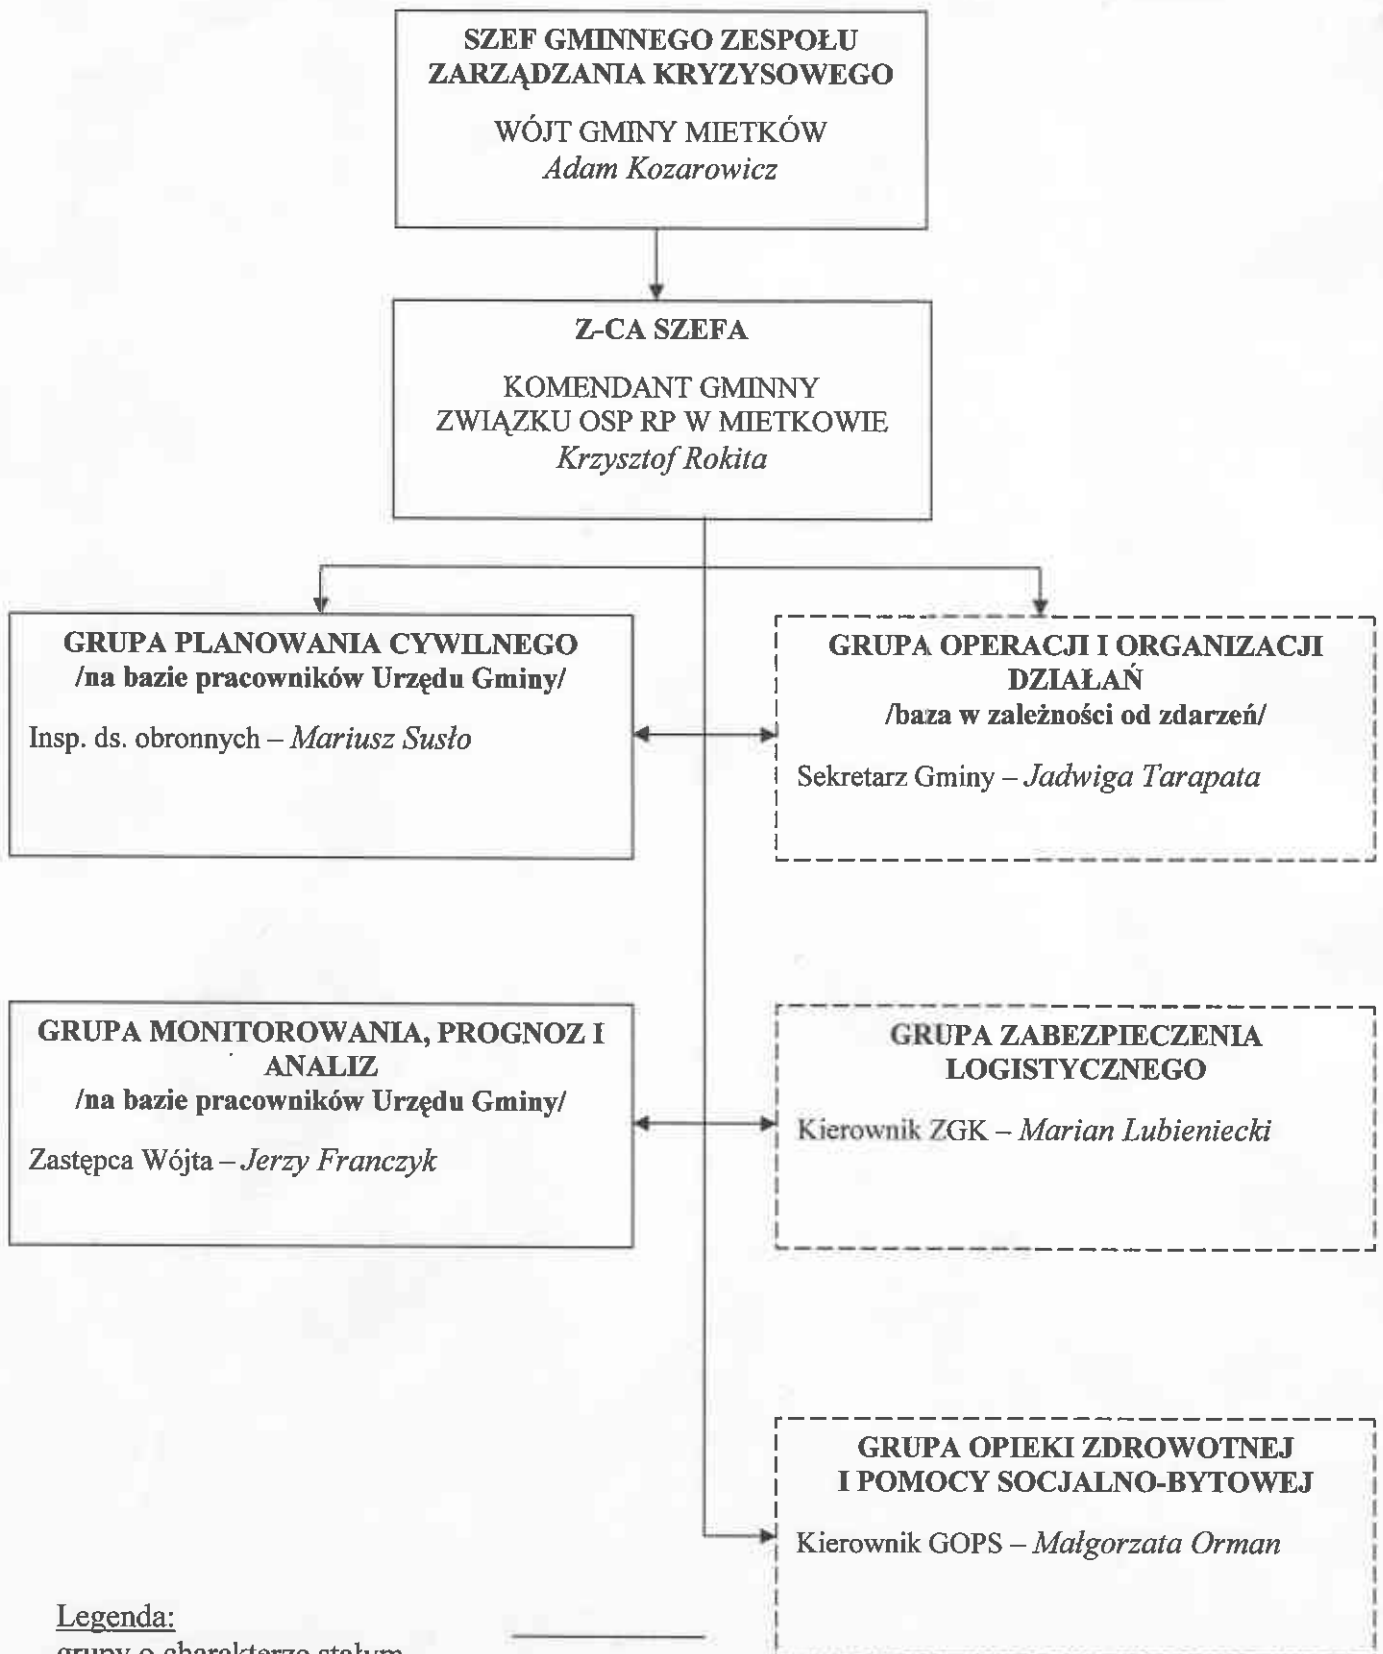 SZEF GMINNEGO ZESPOŁU
ZARZĄDZANIA KRYZYSOWEGO
WÓJT GMINY MIETKÓW
Adam Kozarowicz
Z-CA SZEFA
KOMENDANT GMINNY
ZWIĄZKU OSP RP W MIETKOWIE
Krzysztof Rokita
GRUPA PLANOWANIA CYWILNEGO
/na bazie pracowników Urzędu Gminy/
Insp. ds. obronnych – Mariusz Susło
GRUPA OPERACJI I ORGANIZACJI
DZIAŁAŃ
/baza w zależności od zdarzeń/
Sekretarz Gminy – Jadwiga Tarapata
GRUPA MONITOROWANIA, PROGNOZ I
ANALIZ
/na bazie pracowników Urzędu Gminy/
Zastępca Wójta – Jerzy Franczyk
GRUPA ZABEZPIECZENIA
LOGISTYCZNEGO
Kierownik ZGK – Marian Lubieniecki
GRUPA OPIEKI ZDROWOTNEJ
I POMOCY SOCJALNO-BYTOWEJ
Kierownik GOPS – Małgorzata Orman
Legenda:
grupy o charakterze stałym